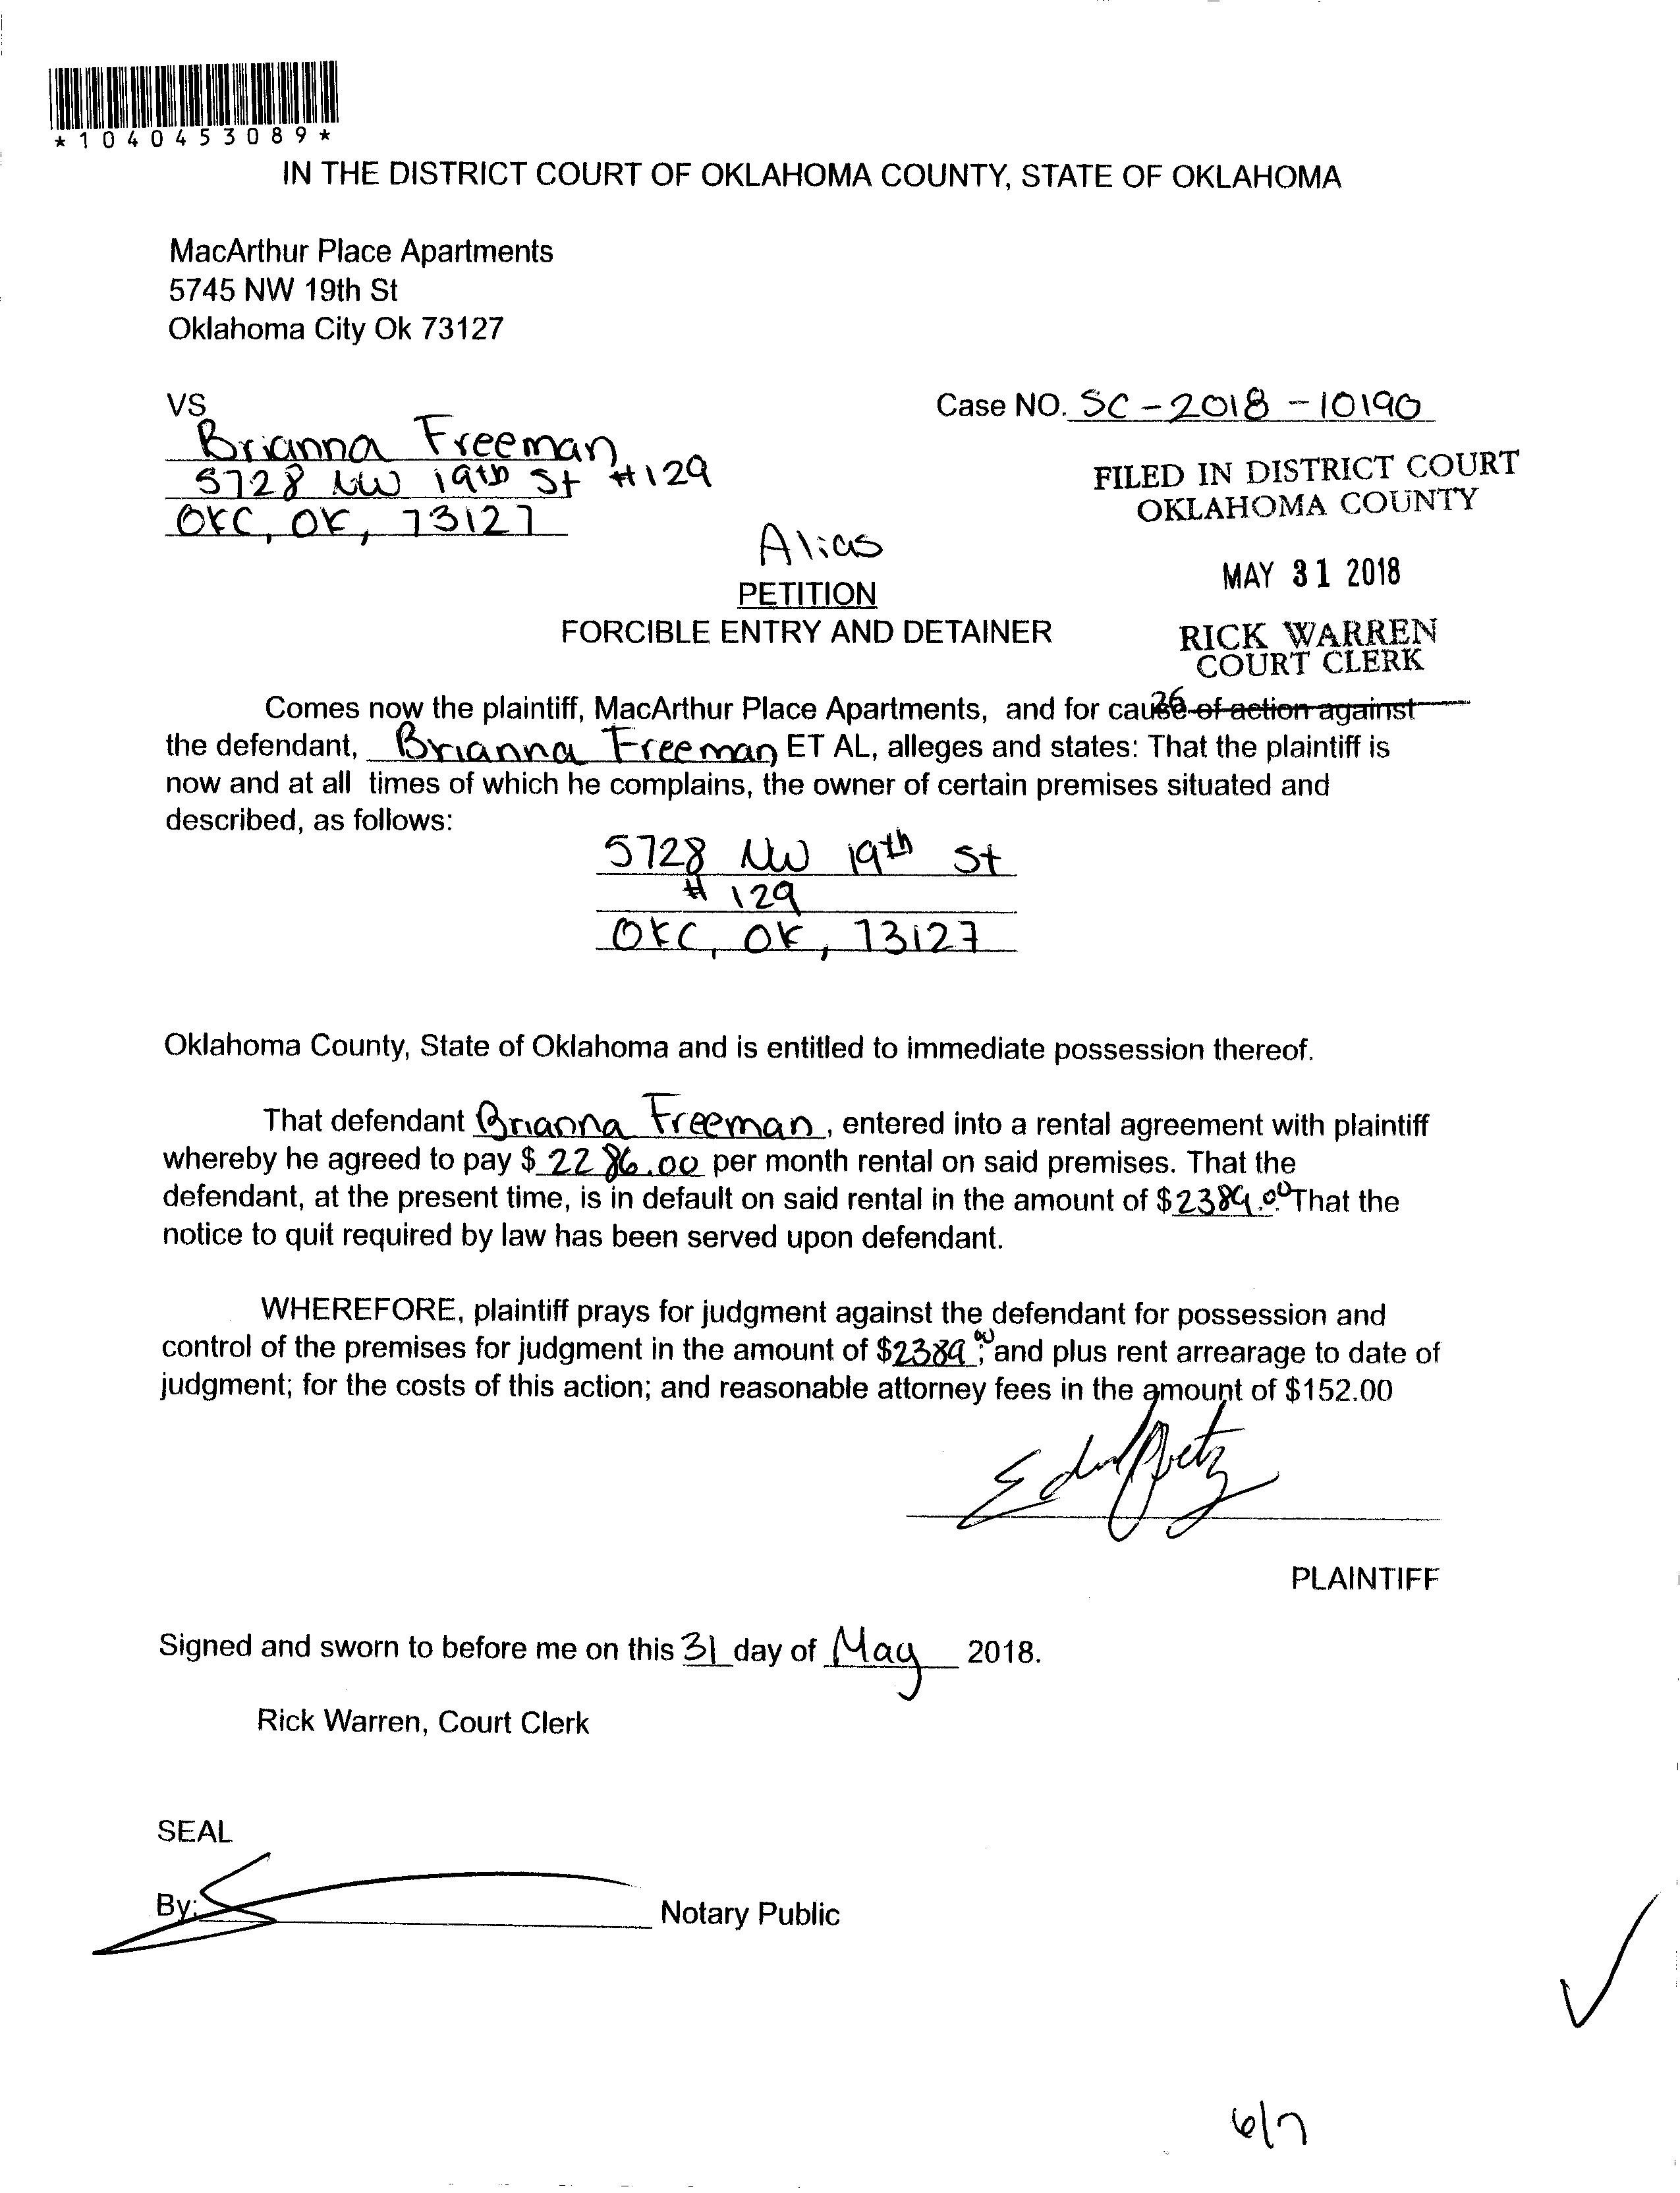 *1040453089*
IN THE DISTRICT COURT OF OKLAHOMA COUNTY, STATE OF OKLAHOMA
MacArthur Place Apartments
5745 NW 19th St
Oklahoma City Ok 73127
VS
Case NO. SC-2018-10190
Brianna Freeman
5728 NW 19th St #129
OKC, OK, 73127
FILED IN DISTRICT COURT
OKLAHOMA COUNTY
MAY 31 2018
RICK WARREN
COURT CLERK
Alias
PETITION
FORCIBLE ENTRY AND DETAINER
26
Comes now the plaintiff, MacArthur Place Apartments, and for cause of action against
the defendant, Brianna Freeman ET AL, alleges and states: That the plaintiff is
now and at all times of which he complains, the owner of certain premises situated and
described, as follows:
5728 NW 19th St
# 129
OKC, OK, 73127
Oklahoma County, State of Oklahoma and is entitled to immediate possession thereof.
That defendant Brianna Freeman, entered into a rental agreement with plaintiff
whereby he agreed to pay $ 2286.00 per month rental on said premises. That the
defendant, at the present time, is in default on said rental in the amount of $2389.00. That the
notice to quit required by law has been served upon defendant.
WHEREFORE, plaintiff prays for judgment against the defendant for possession and
control of the premises for judgment in the amount of $2389.00; and plus rent arrearage to date of
judgment; for the costs of this action; and reasonable attorney fees in the amount of $152.00
PLAINTIFF
Signed and sworn to before me on this 31 day of May 2018.
Rick Warren, Court Clerk
SEAL
By: Notary Public
6/7